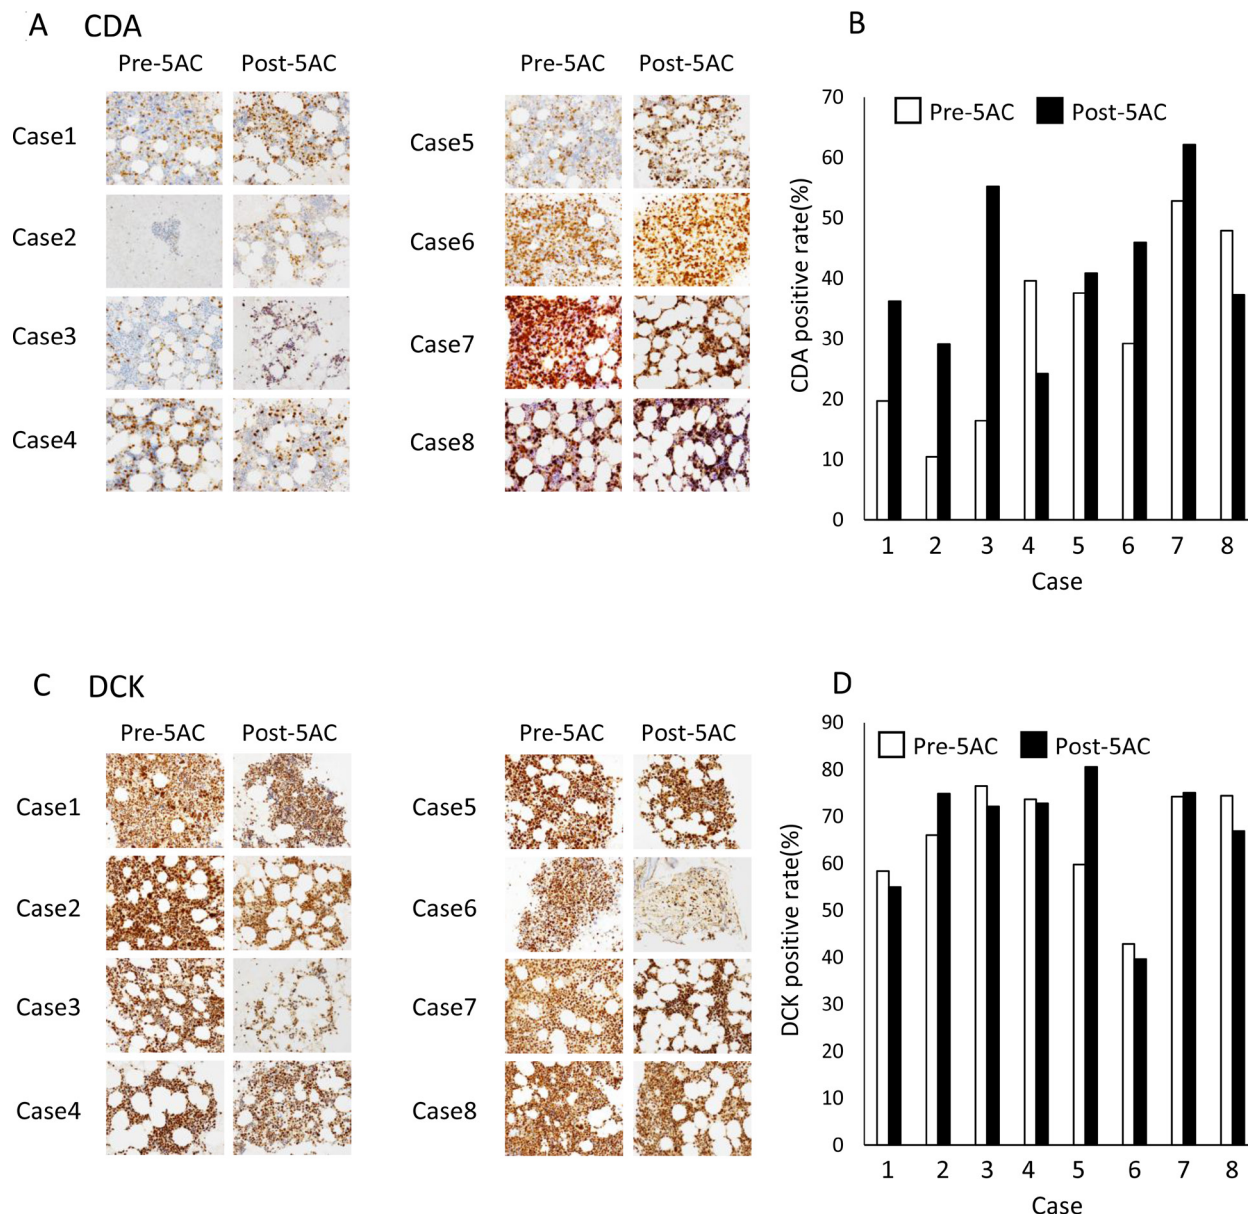 A CDA
Pre-5AC Post-5AC
Case1
Case2
Case3
Case4
Pre-5AC Post-5AC
Case5
Case6
Case7
Case8
B
Pre-5AC Post-5AC
CDA positive rate(%)
70
60
50
40
30
20
10
0
1 2 3 4 5 6 7 8
Case
C DCK
Pre-5AC Post-5AC
Case1
Case2
Case3
Case4
Pre-5AC Post-5AC
Case5
Case6
Case7
Case8
D
Pre-5AC Post-5AC
DCK positive rate(%)
90
80
70
60
50
40
30
20
10
0
1 2 3 4 5 6 7 8
Case